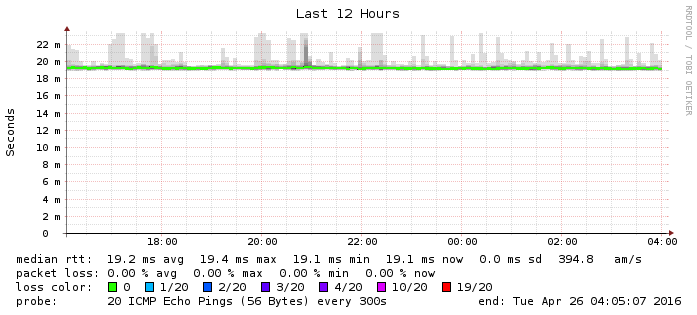 Last 12 Hours
RRDTOOL / TOBI OETIKER
Seconds
22 m
20 m
18 m
16 m
14 m
12 m
10 m
8 m
6 m
4 m
2 m
0
18:00 20:00 22:00 00:00 02:00 04:00
median rtt: 19.2 ms avg 19.4 ms max 19.1 ms min 19.1 ms now 0.0 ms sd 394.8 am/s
packet loss: 0.00 % avg 0.00 % max 0.00 % min 0.00 % now
loss color: 0 1/20 2/20 3/20 4/20 10/20 19/20
probe: 20 ICMP Echo Pings (56 Bytes) every 300s end: Tue Apr 26 04:05:07 2016